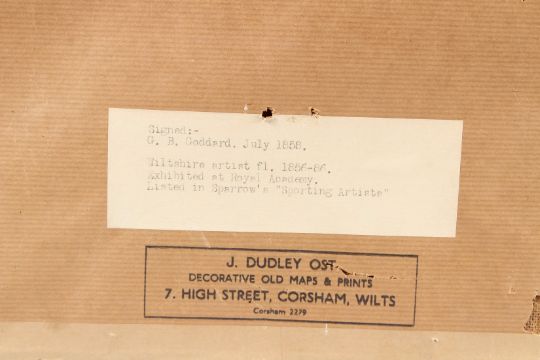 Signed:-
G. B. Goddard, July 1858.
Wiltshire artist fl. 1856-86.
Exhibited at Royal Academy.
Listed in Sparrow's "Sporting Artists"
J. DUDLEY OST
DECORATIVE OLD MAPS & PRINTS
7. HIGH STREET, CORSHAM, WILTS
Corsham 2279